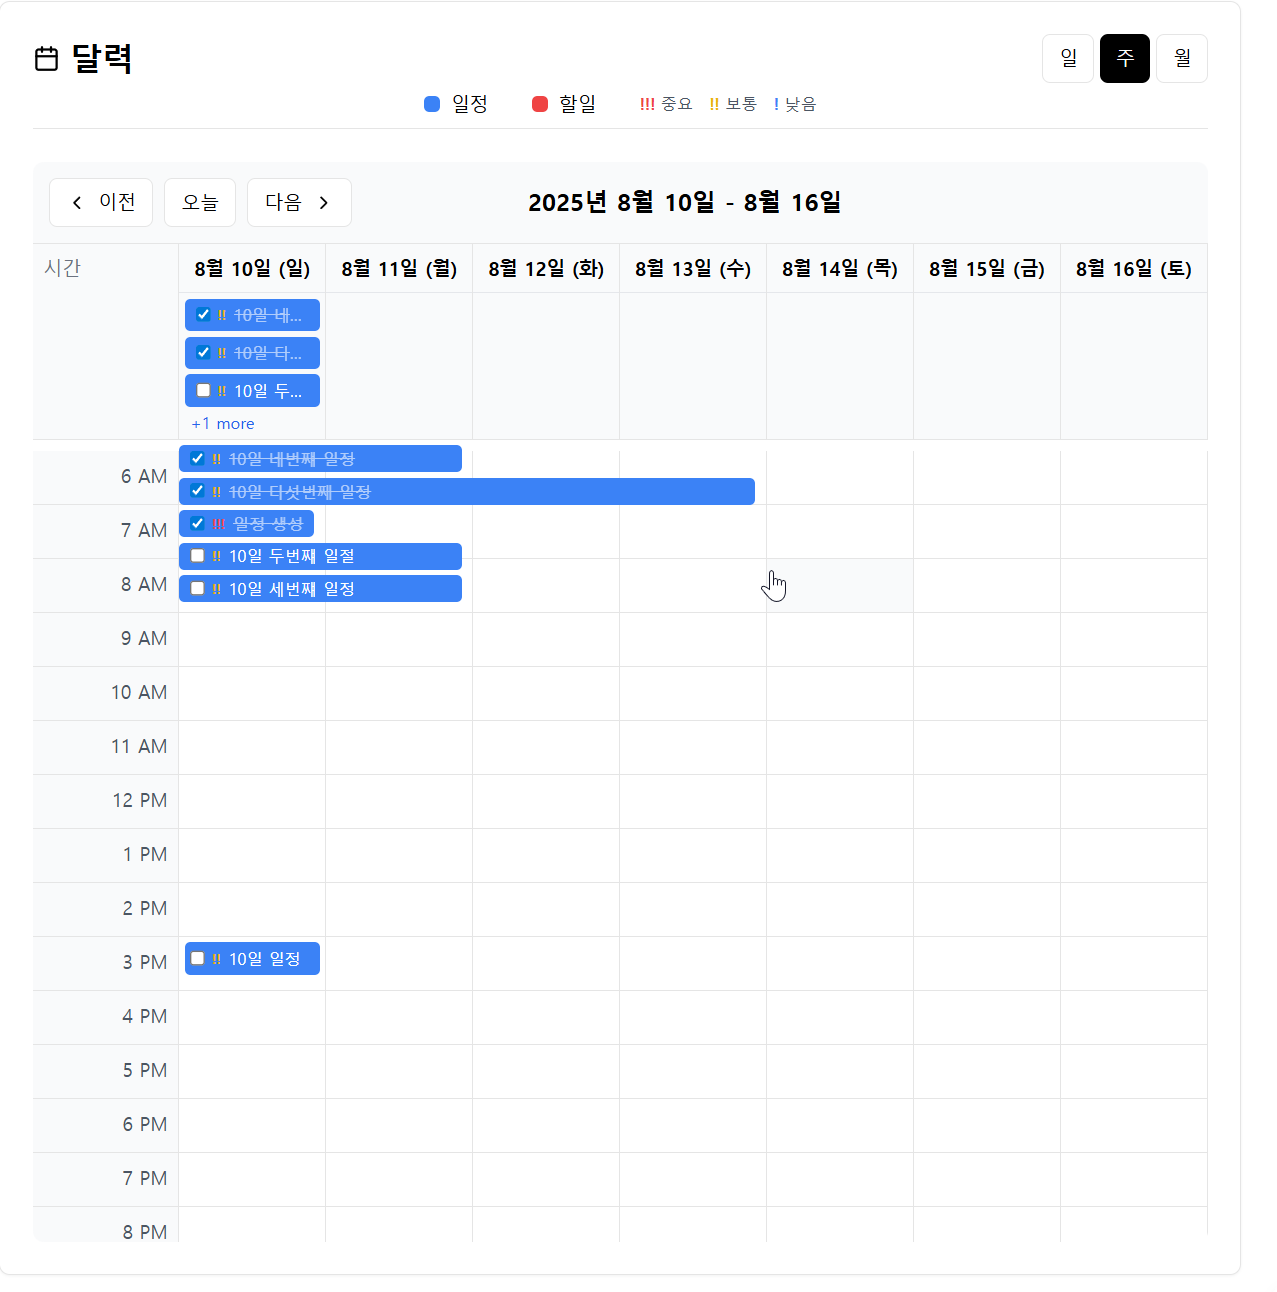 달력
일 주 월
일정 할일 !!! 중요 !! 보통 ! 낮음
이전 오늘 다음 2025년 8월 10일 - 8월 16일
시간 8월 10일 (일) 8월 11일 (월) 8월 12일 (화) 8월 13일 (수) 8월 14일 (목) 8월 15일 (금) 8월 16일 (토)
!! 10일 네...
!! 10일 다...
!! 10일 두...
+1 more
!! 10일 네번째 일정
6 AM
!! 10일 다섯번째 일정
!!! 일정 생성
7 AM
!! 10일 두번째 일절
8 AM
!! 10일 세번째 일정
9 AM
10 AM
11 AM
12 PM
1 PM
2 PM
3 PM !! 10일 일정
4 PM
5 PM
6 PM
7 PM
8 PM